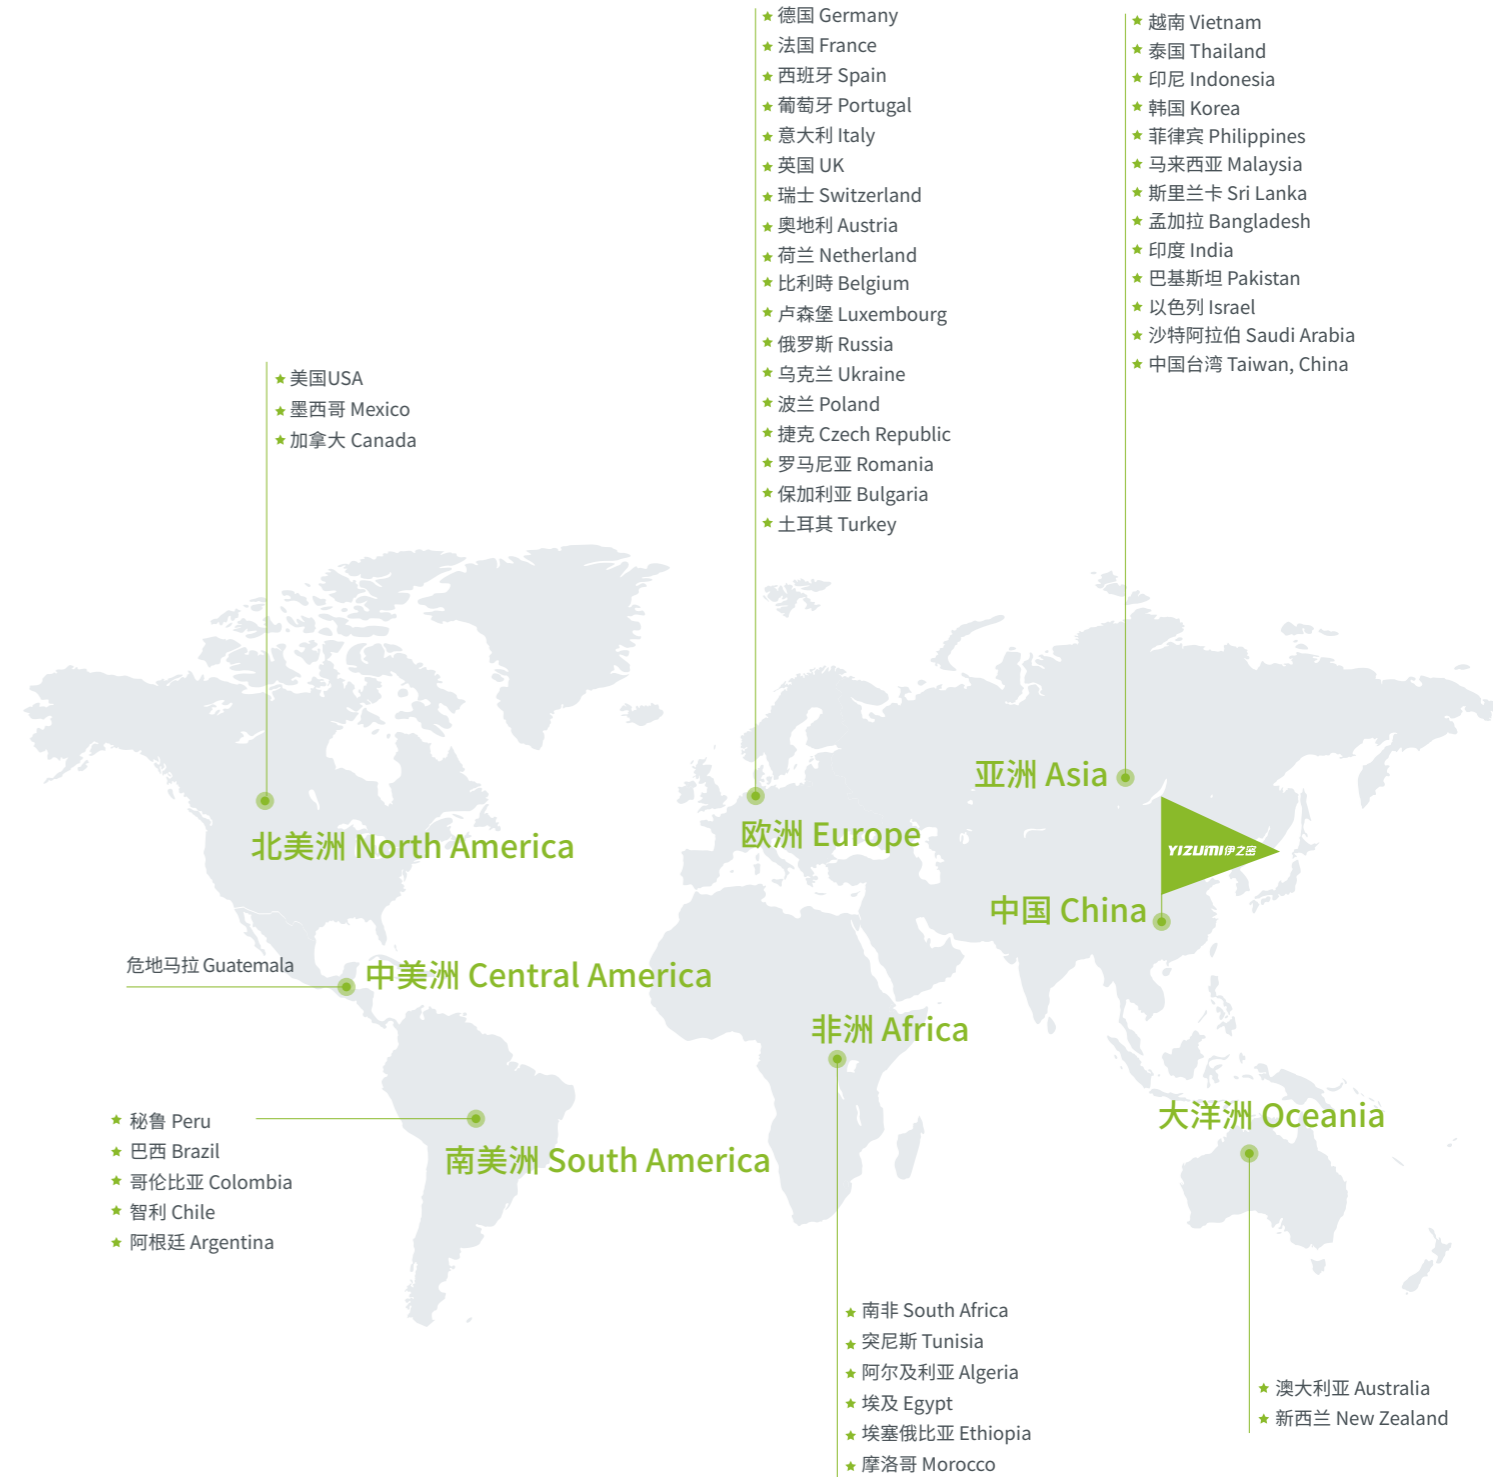 德国 Germany
法国 France
西班牙 Spain
葡萄牙 Portugal
意大利 Italy
英国 UK
瑞士 Switzerland
奥地利 Austria
荷兰 Netherland
比利時 Belgium
卢森堡 Luxembourg
俄罗斯 Russia
乌克兰 Ukraine
波兰 Poland
捷克 Czech Republic
罗马尼亚 Romania
保加利亚 Bulgaria
土耳其 Turkey
越南 Vietnam
泰国 Thailand
印尼 Indonesia
韩国 Korea
菲律宾 Philippines
马来西亚 Malaysia
斯里兰卡 Sri Lanka
孟加拉 Bangladesh
印度 India
巴基斯坦 Pakistan
以色列 Israel
沙特阿拉伯 Saudi Arabia
中国台湾 Taiwan, China
美国USA
墨西哥 Mexico
加拿大 Canada
亚洲 Asia
欧洲 Europe
北美洲 North America
YIZUMI伊之密
中国 China
危地马拉 Guatemala
中美洲 Central America
非洲 Africa
大洋洲 Oceania
南美洲 South America
秘鲁 Peru
巴西 Brazil
哥伦比亚 Colombia
智利 Chile
阿根廷 Argentina
南非 South Africa
突尼斯 Tunisia
阿尔及利亚 Algeria
埃及 Egypt
埃塞俄比亚 Ethiopia
摩洛哥 Morocco
澳大利亚 Australia
新西兰 New Zealand